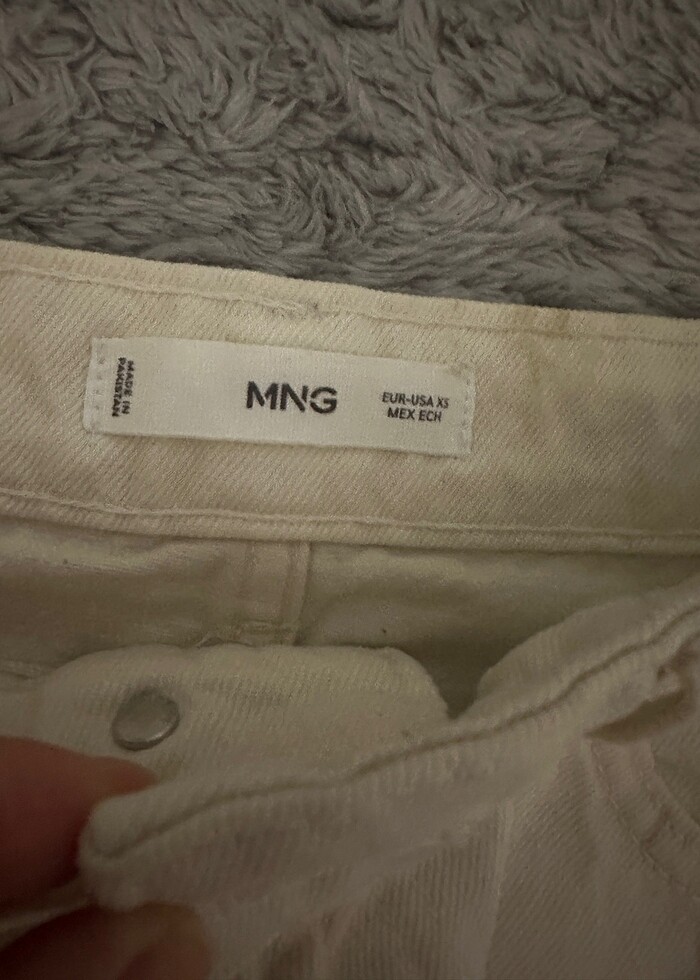 MADE IN
PAKISTAN
MNG
EUR-USA XS
MEX ECH